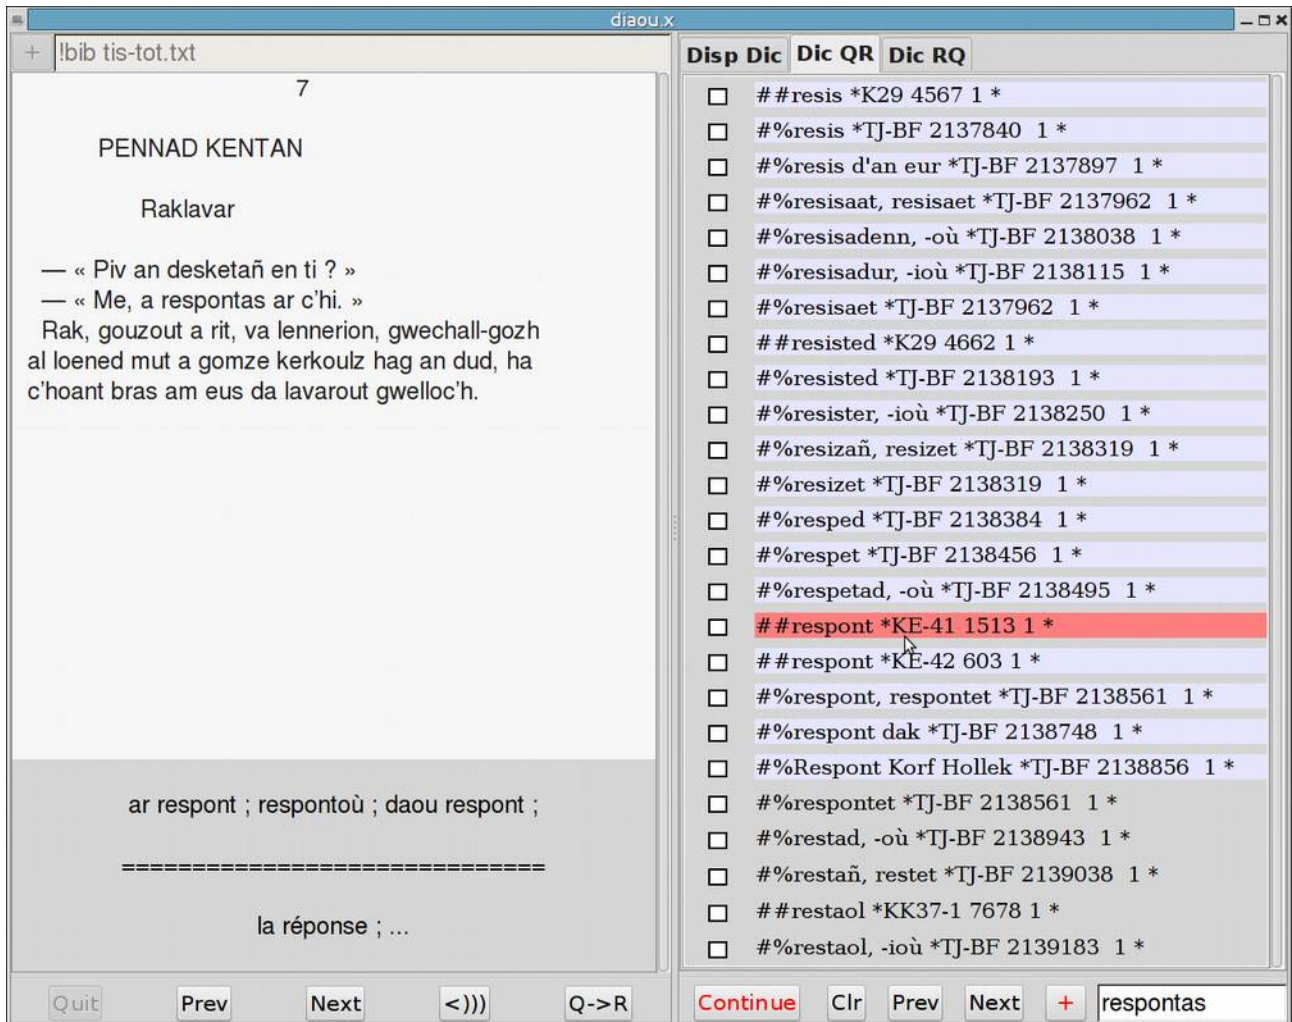 diaou.x
+ !bib tis-tot.txt
7
PENNAD KENTAN
Raklavar
— « Piv an desketañ en ti ? »
— « Me, a respontas ar c'hi. »
Rak, gouzout a rit, va lennerion, gwechall-gozh
al loened mut a gomze kerkoulz hag an dud, ha
c'hoant bras am eus da lavarout gwelloc'h.
ar respont ; respontoù ; daou respont ;
==============================
la réponse ; ...
Quit Prev Next <))) Q->R
Disp Dic Dic QR Dic RQ
##resis *K29 4567 1 *
#%resis *TJ-BF 2137840 1 *
#%resis d'an eur *TJ-BF 2137897 1 *
#%resisaat, resisaet *TJ-BF 2137962 1 *
#%resisadenn, -où *TJ-BF 2138038 1 *
#%resisadur, -ioù *TJ-BF 2138115 1 *
#%resisaet *TJ-BF 2137962 1 *
##resisted *K29 4662 1 *
#%resisted *TJ-BF 2138193 1 *
#%resister, -ioù *TJ-BF 2138250 1 *
#%resizañ, resizet *TJ-BF 2138319 1 *
#%resizet *TJ-BF 2138319 1 *
#%resped *TJ-BF 2138384 1 *
#%respet *TJ-BF 2138456 1 *
#%respetad, -où *TJ-BF 2138495 1 *
##respont *KE-41 1513 1 *
##respont *KE-42 603 1 *
#%respont, respontet *TJ-BF 2138561 1 *
#%respont dak *TJ-BF 2138748 1 *
#%Respont Korf Hollek *TJ-BF 2138856 1 *
#%respontet *TJ-BF 2138561 1 *
#%restad, -où *TJ-BF 2138943 1 *
#%restañ, restet *TJ-BF 2139038 1 *
##restaol *KK37-1 7678 1 *
#%restaol, -ioù *TJ-BF 2139183 1 *
Continue Clr Prev Next + respontas